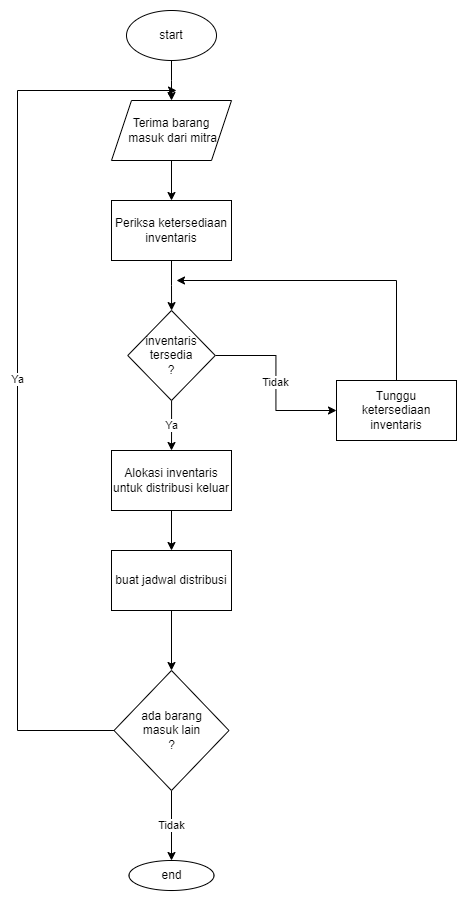 start
Terima barang
masuk dari mitra
Periksa ketersediaan
inventaris
inventaris
tersedia
?
Tidak
Tunggu
ketersediaan
inventaris
Ya
Ya
Alokasi inventaris
untuk distribusi keluar
buat jadwal distribusi
ada barang
masuk lain
?
Tidak
end